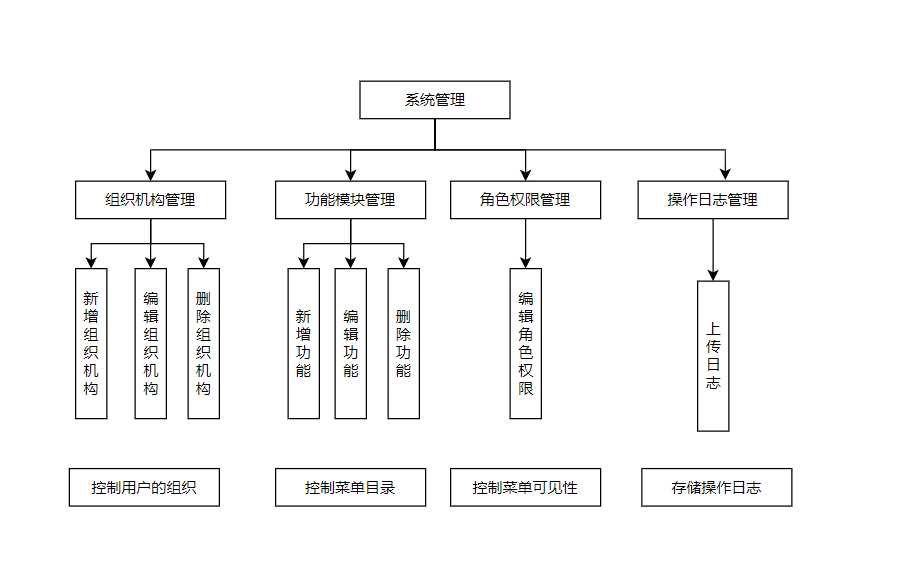 系统管理
组织机构管理
功能模块管理
角色权限管理
操作日志管理
新增组织机构
编辑组织机构
删除组织机构
新增功能
编辑功能
删除功能
编辑角色权限
上传日志
控制用户的组织
控制菜单目录
控制菜单可见性
存储操作日志